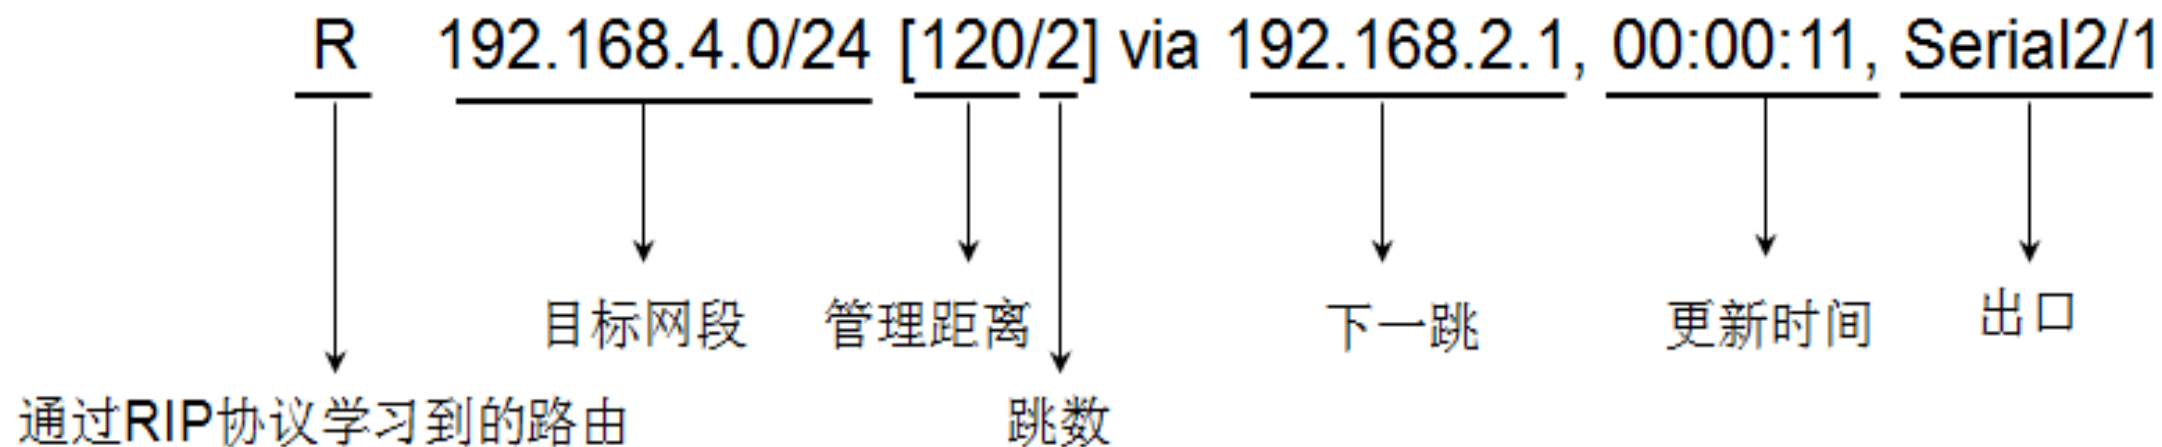 R 192.168.4.0/24 [120/2] via 192.168.2.1, 00:00:11, Serial2/1
目标网段 管理距离 下一跳 更新时间 出口
通过RIP协议学习到的路由 跳数